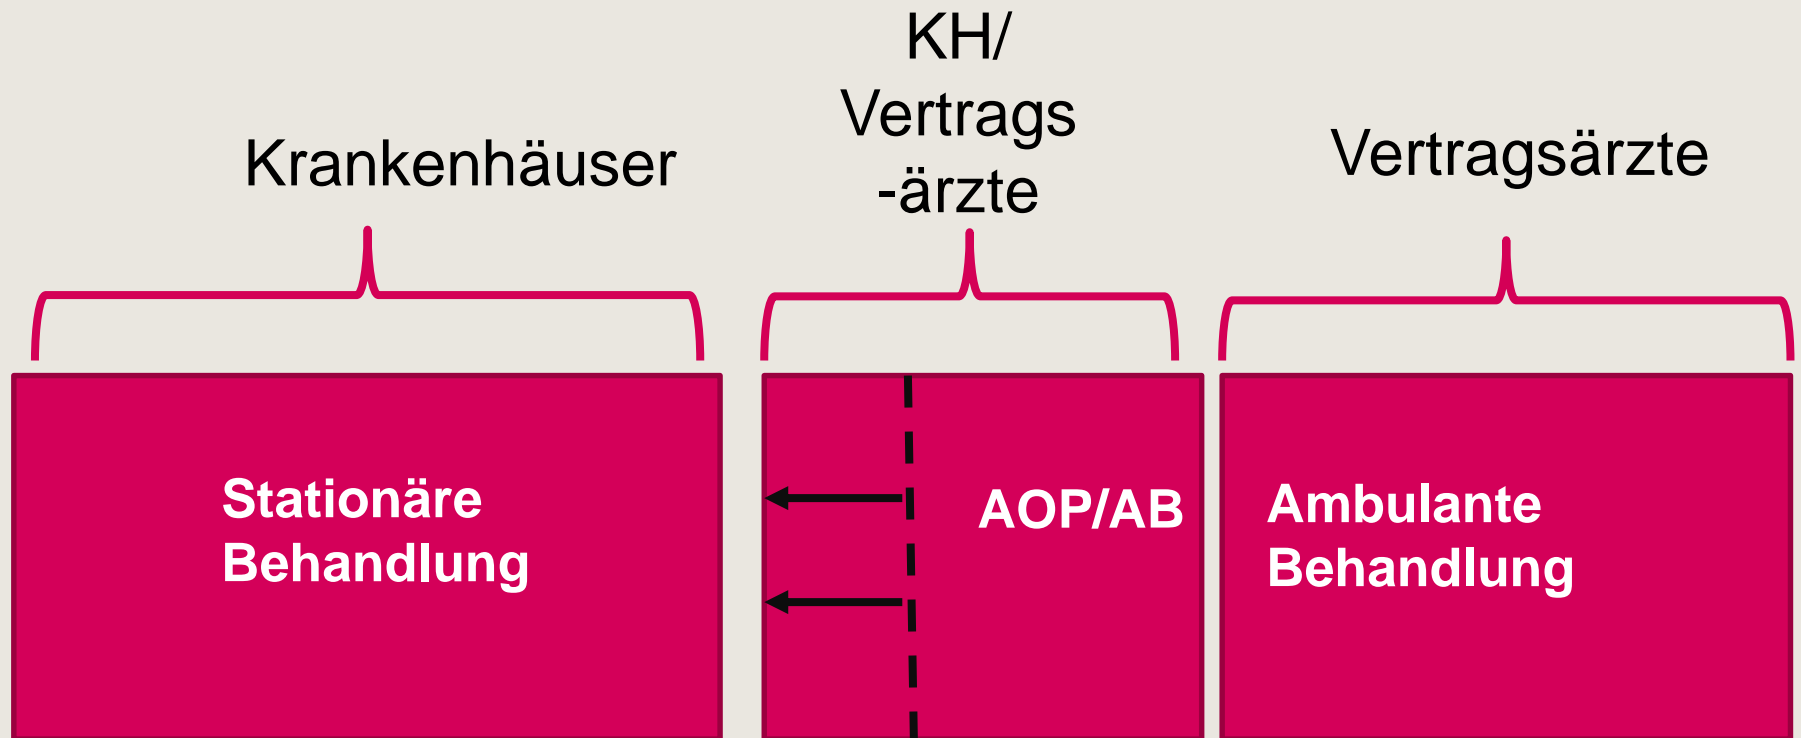 Krankenhäuser
KH/
Vertrags
-ärzte
Vertragsärzte
Stationäre
Behandlung
AOP/AB
Ambulante
Behandlung